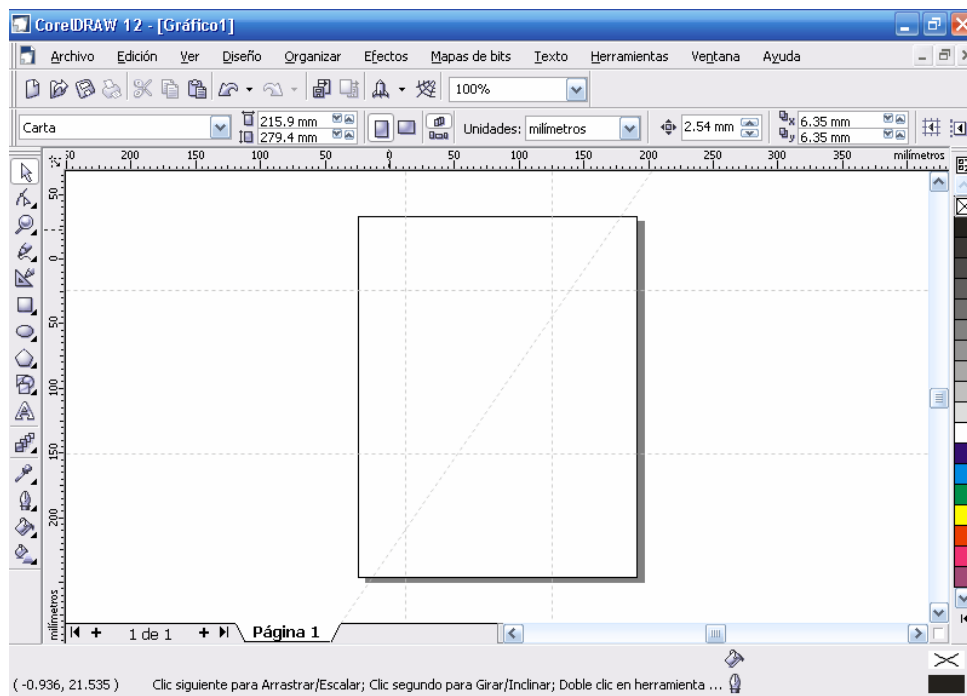 CorelDRAW 12 - [Gráfico1]
Archivo Edición Ver Diseño Organizar Efectos Mapas de bits Texto Herramientas Ventana Ayuda
100%
Carta 215.9 mm 279.4 mm Unidades: milímetros 2.54 mm x 6.35 mm y 6.35 mm
200 150 100 50 0 50 100 150 200 250 300 350 milímetros
50
0
50
100
150
200
milímetros
1 de 1 Página 1
( -0.936, 21.535 ) Clic siguiente para Arrastrar/Escalar; Clic segundo para Girar/Inclinar; Doble clic en herramienta ...